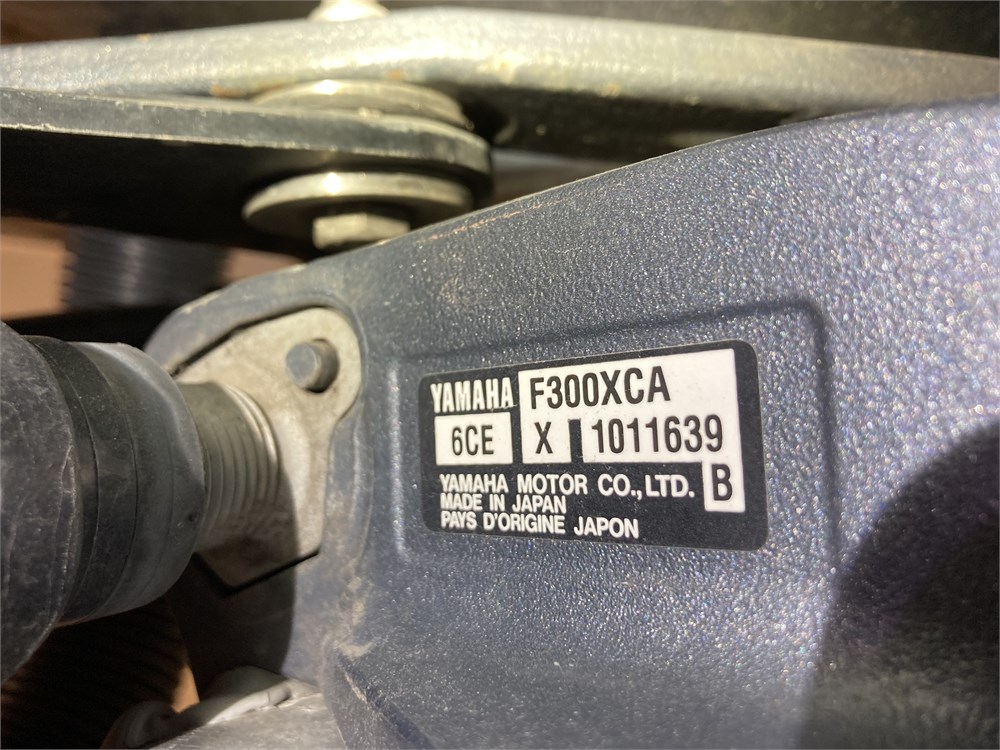 YAMAHA F300XCA
6CE X 1011639
B
YAMAHA MOTOR CO.,LTD.
MADE IN JAPAN
PAYS D'ORIGINE JAPON